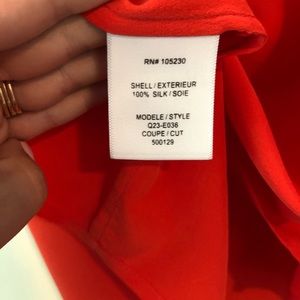 RN# 105230
SHELL/EXTERIEUR
100% SILK/SOIE
MODELE/STYLE
Q23-E036
COUPE/CUT
500129